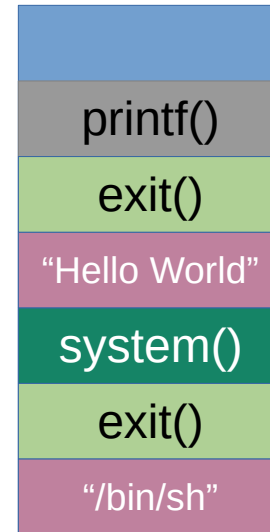 printf()
exit()
“Hello World”
system()
exit()
“/bin/sh”